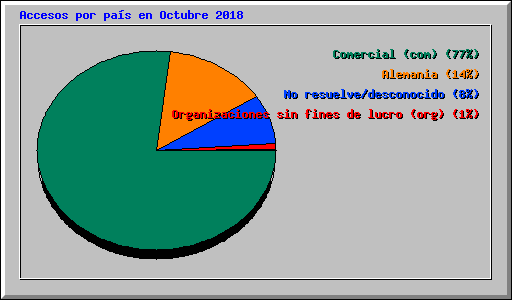 Accesos por país en Octubre 2018
Comercial (com) (77%)
Alemania (14%)
No resuelve/desconocido (8%)
Organizaciones sin fines de lucro (org) (1%)